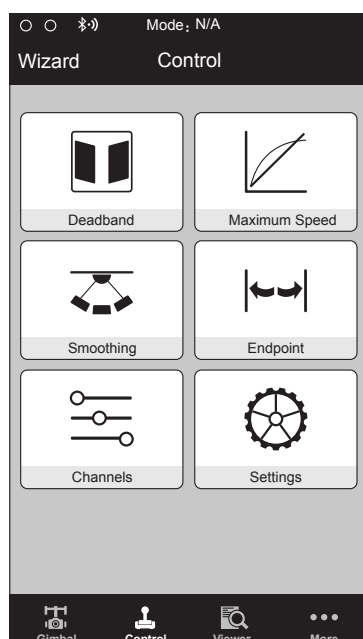 Mode: N/A
Wizard Control
Deadband Maximum Speed
Smoothing Endpoint
Channels Settings
Gimbal Control Viewer More